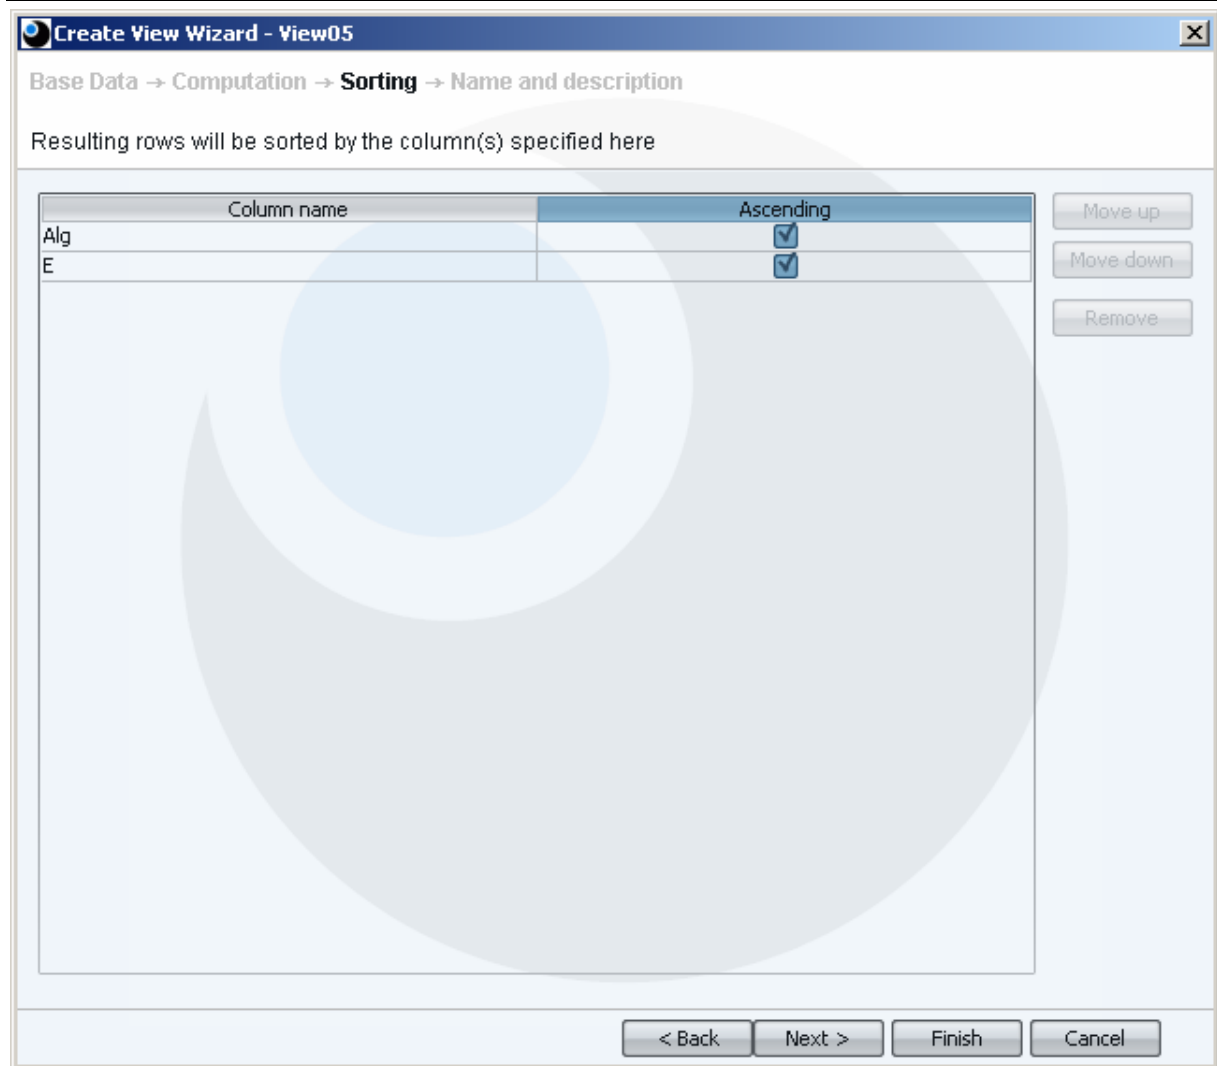 Create View Wizard - View05
Base Data → Computation → Sorting → Name and description
Resulting rows will be sorted by the column(s) specified here
Column name Ascending
Alg
E
Move up
Move down
Remove
< Back Next > Finish Cancel